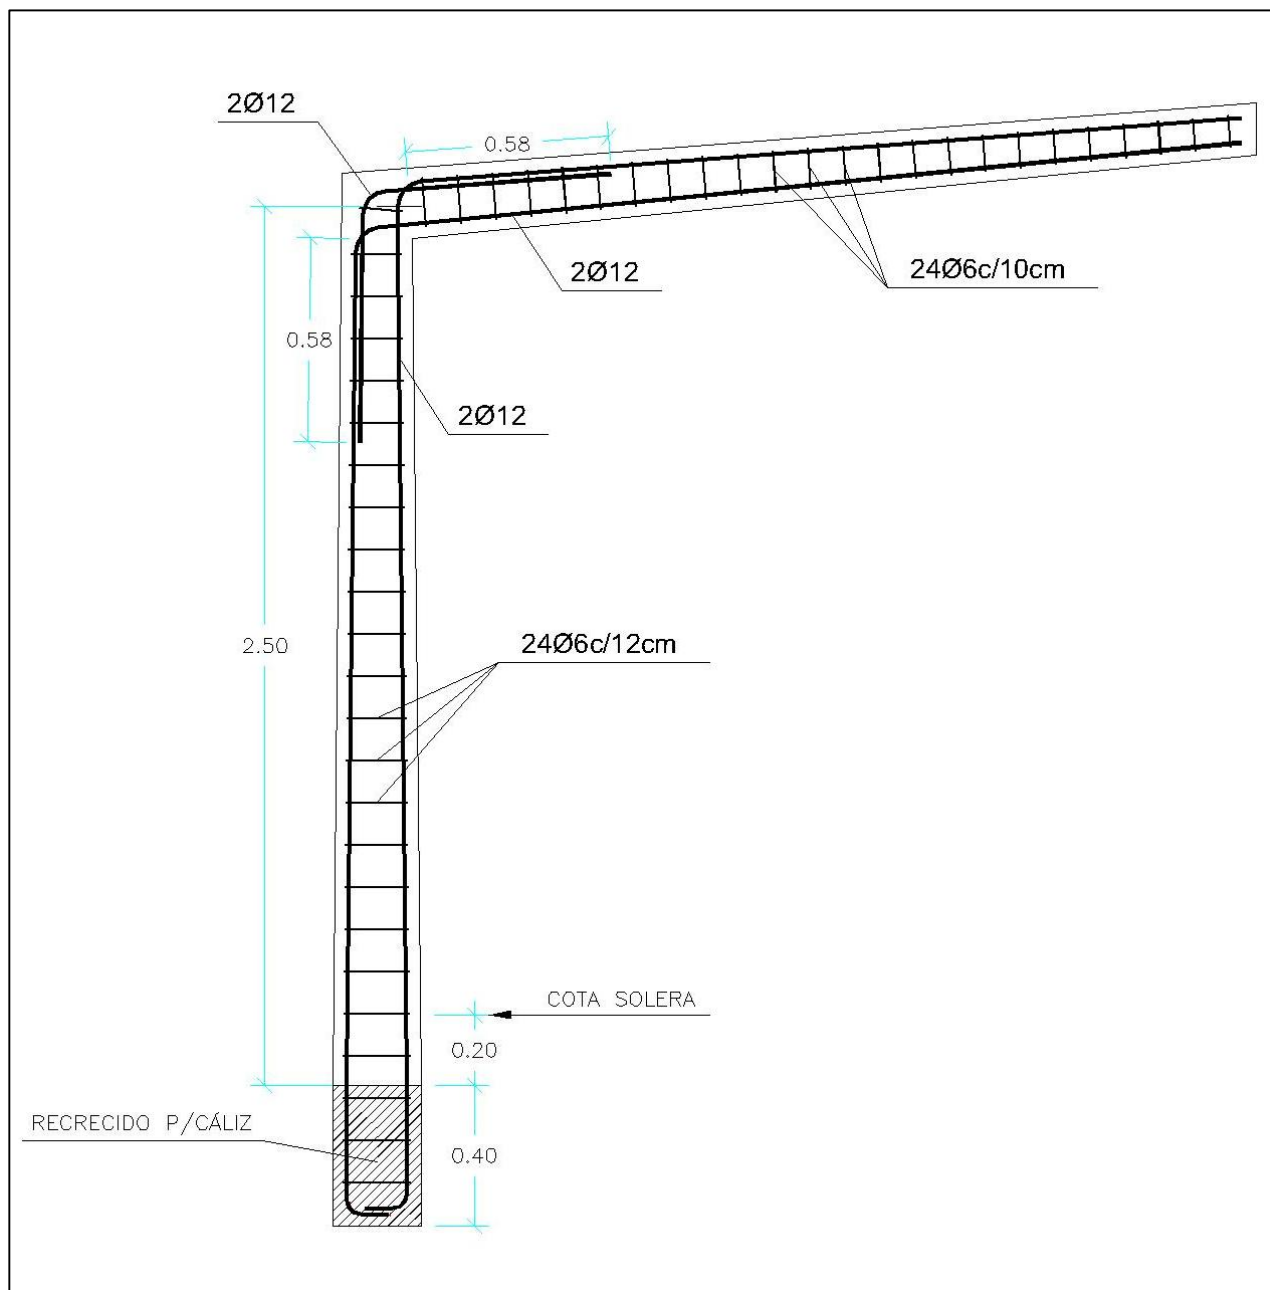 2Ø12
0.58
2Ø12
24Ø6c/10cm
0.58
2Ø12
2.50
24Ø6c/12cm
COTA SOLERA
0.20
RECRECIDO P/CÁLIZ
0.40